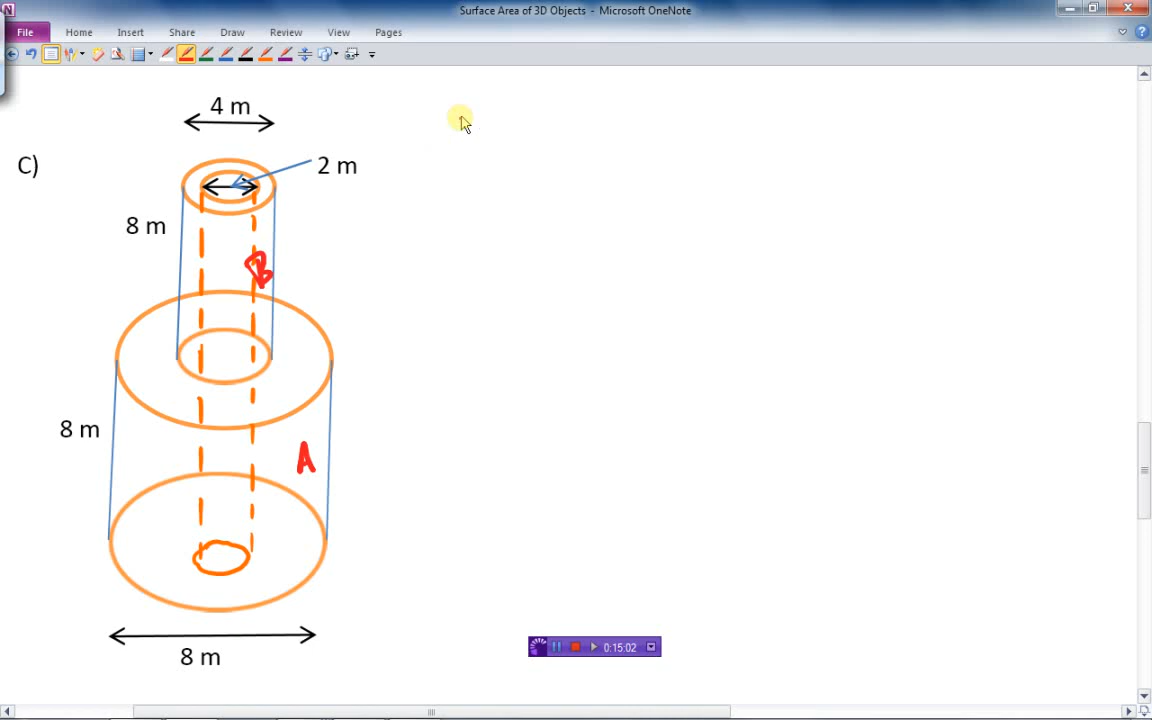 Surface Area of 3D Objects - Microsoft OneNote
File Home Insert Share Draw Review View Pages
4 m
C)
2 m
8 m
B
8 m
A
8 m
0:15:02